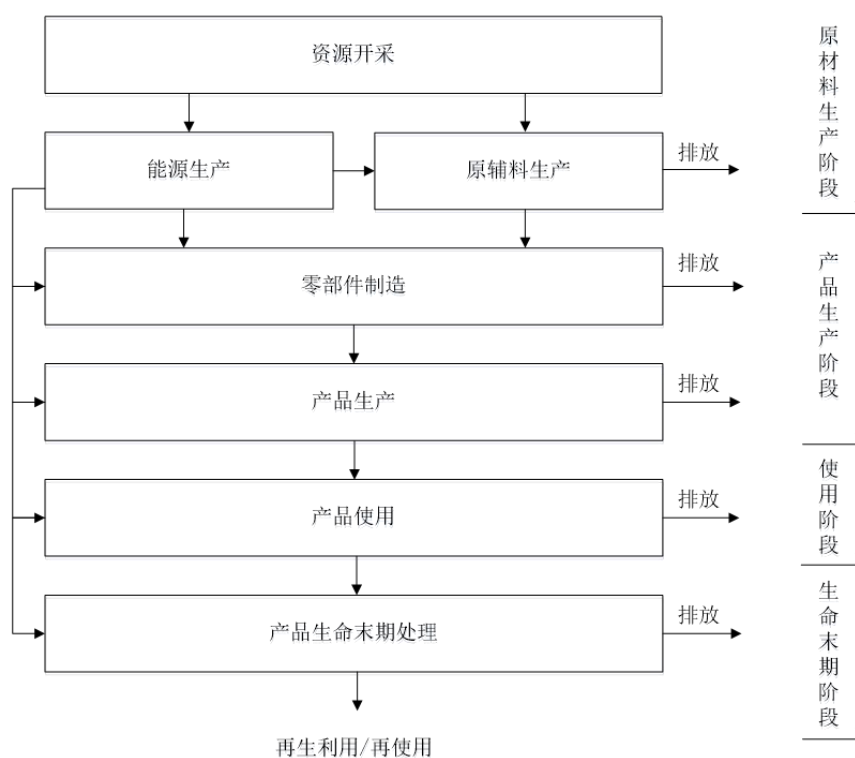 资源开采
能源生产
原辅料生产
排放
原材料生产阶段
零部件制造
排放
产品生产
排放
产品生产阶段
产品使用
排放
使用阶段
产品生命末期处理
排放
生命末期阶段
再生利用/再使用